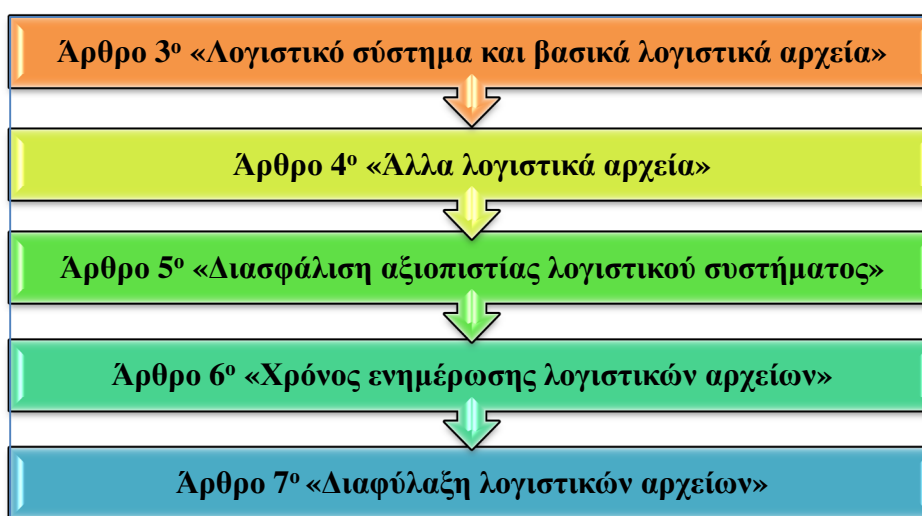 Άρθρο 3ο «Λογιστικό σύστημα και βασικά λογιστικά αρχεία»
Άρθρο 4ο «Άλλα λογιστικά αρχεία»
Άρθρο 5ο «Διασφάλιση αξιοπιστίας λογιστικού συστήματος»
Άρθρο 6ο «Χρόνος ενημέρωσης λογιστικών αρχείων»
Άρθρο 7ο «Διαφύλαξη λογιστικών αρχείων»